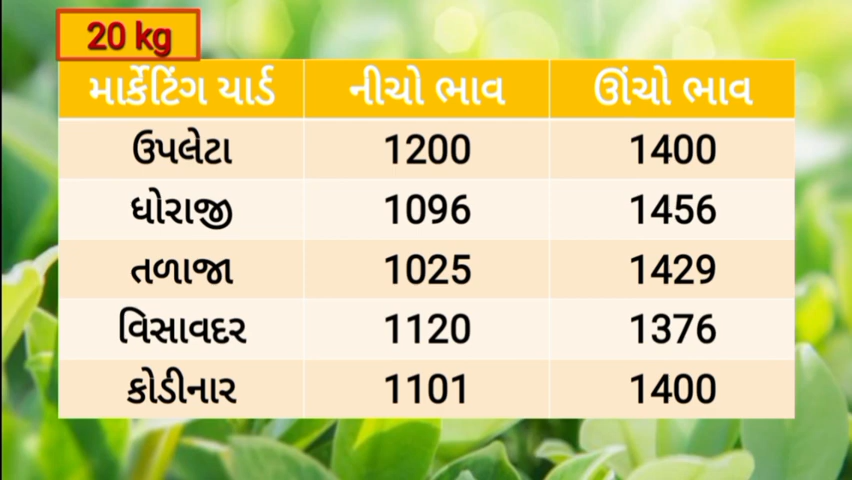 20 kg
માર્કેટિંગ યાર્ડ નીચો ભાવ ઊંચો ભાવ
ઉપલેટા 1200 1400
ધોરાજી 1096 1456
તળાજા 1025 1429
વિસાવદર 1120 1376
કોડીનાર 1101 1400